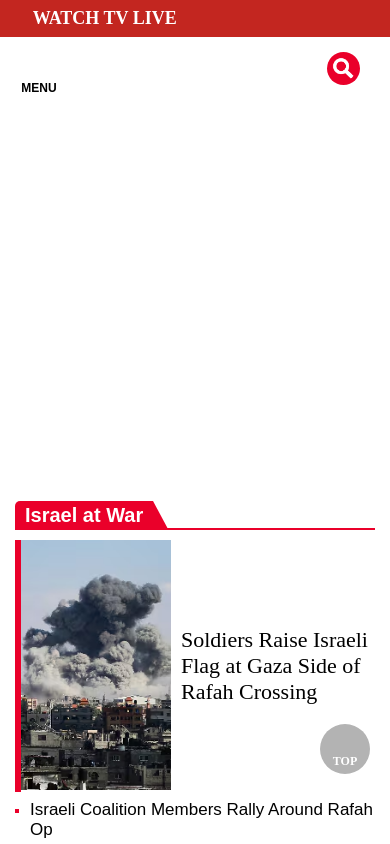 WATCH TV LIVE
MENU
Israel at War
Soldiers Raise Israeli
Flag at Gaza Side of
Rafah Crossing
TOP
Israeli Coalition Members Rally Around Rafah
Op